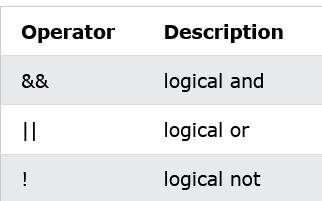 Operator Description
&& logical and
|| logical or
! logical not